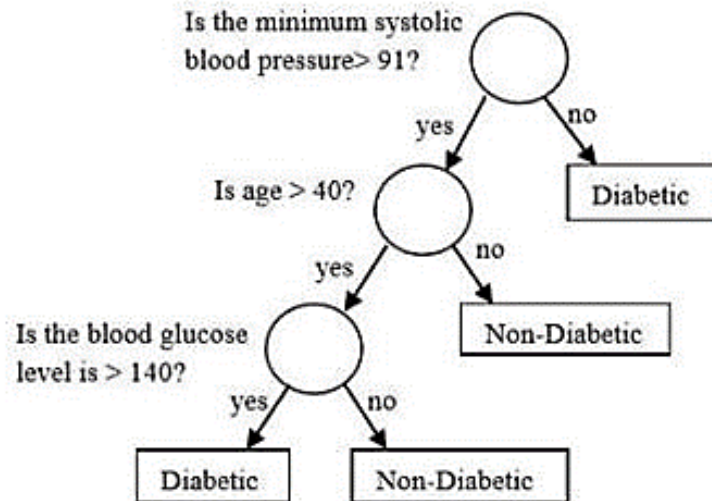 Is the minimum systolic
blood pressure> 91?
yes
no
Diabetic
Is age > 40?
yes
no
Non-Diabetic
Is the blood glucose
level is > 140?
yes
no
Diabetic
Non-Diabetic